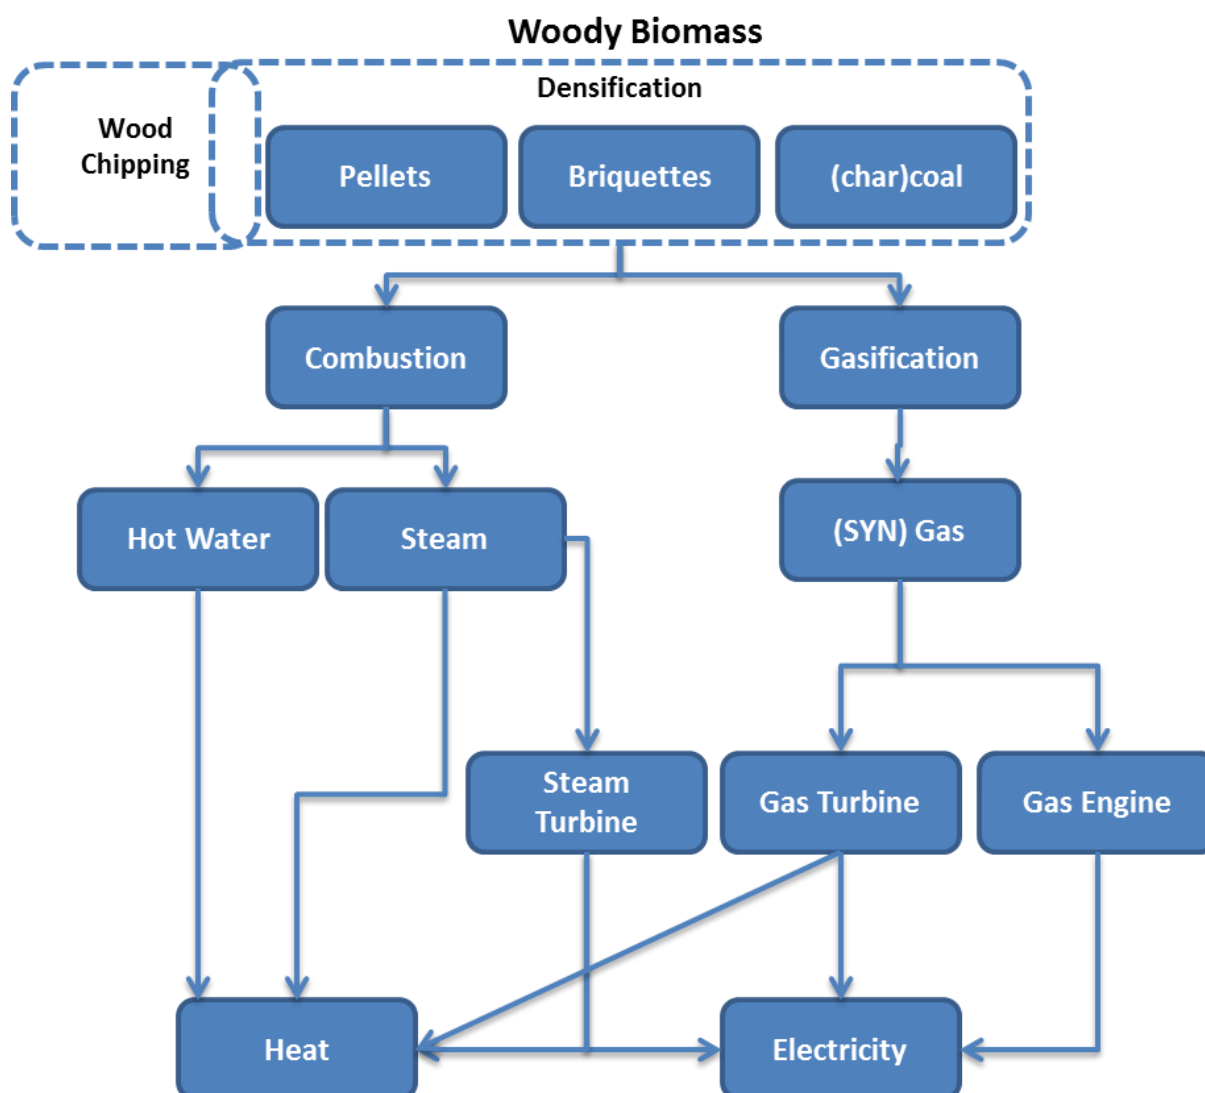 Woody Biomass
Densification
Wood
Chipping
Pellets
Briquettes
(char)coal
Combustion
Gasification
Hot Water
Steam
(SYN) Gas
Steam
Turbine
Gas Turbine
Gas Engine
Heat
Electricity